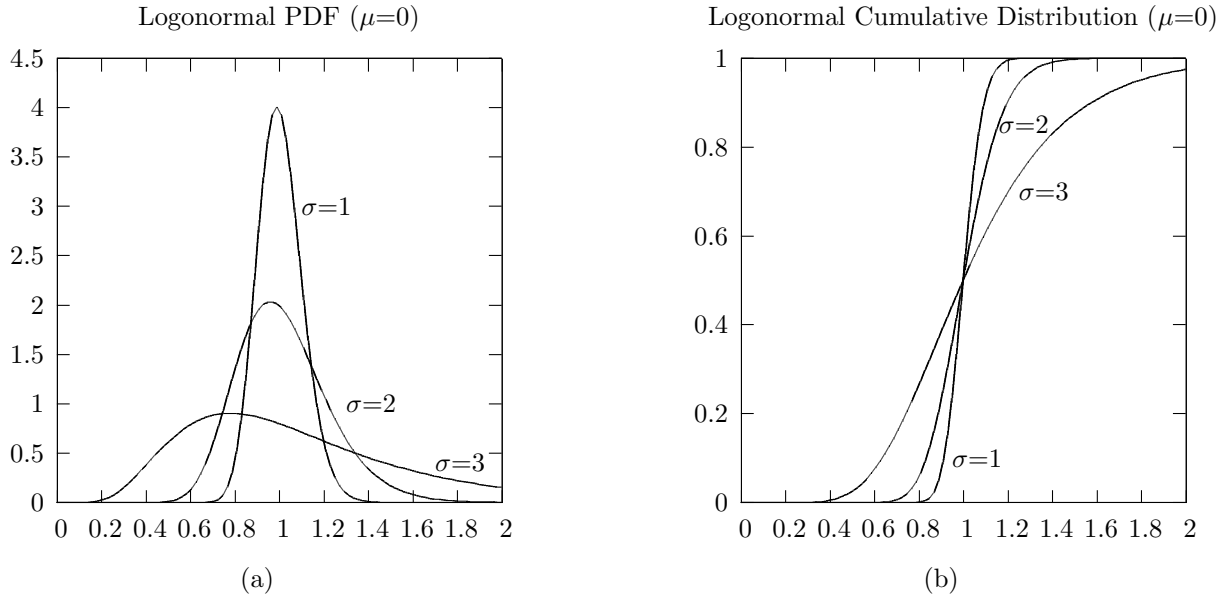 Logonormal PDF (μ=0)
4.5
4
3.5
3
2.5
2
1.5
1
0.5
0
σ=1
σ=2
σ=3
0 0.2 0.4 0.6 0.8 1 1.2 1.4 1.6 1.8 2
(a)
Logonormal Cumulative Distribution (μ=0)
1
0.8
0.6
0.4
0.2
0
σ=2
σ=3
σ=1
0 0.2 0.4 0.6 0.8 1 1.2 1.4 1.6 1.8 2
(b)